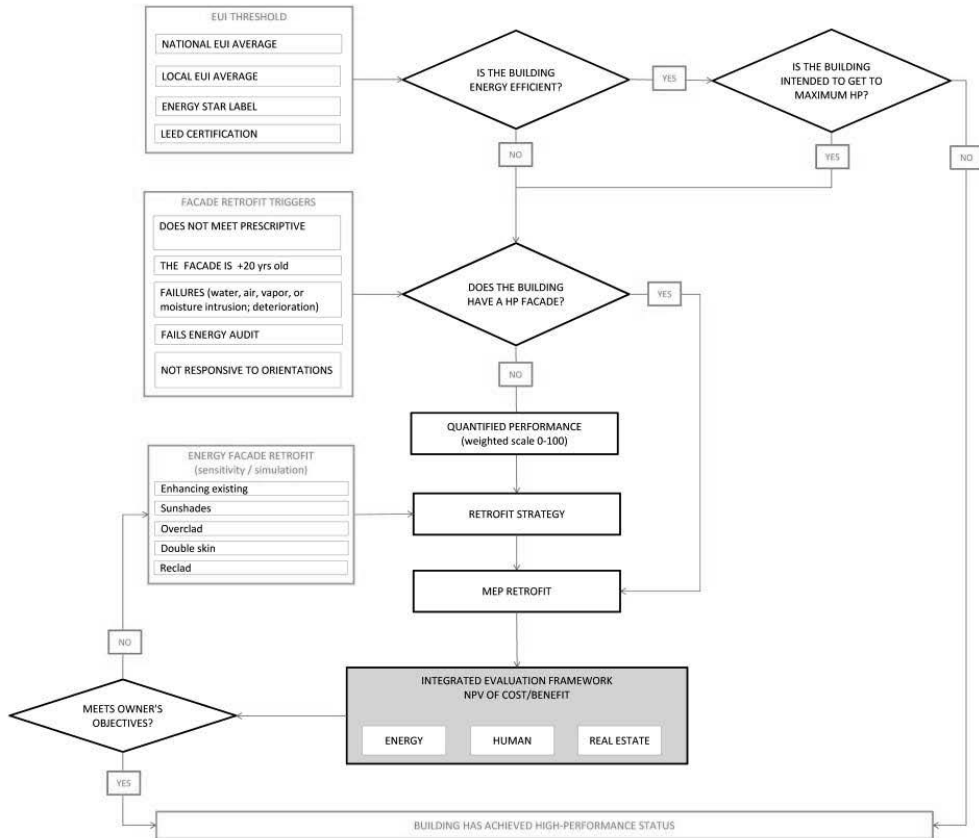 EUI THRESHOLD
NATIONAL EUI AVERAGE
LOCAL EUI AVERAGE
ENERGY STAR LABEL
LEED CERTIFICATION
IS THE BUILDING
ENERGY EFFICIENT?
YES
IS THE BUILDING
INTENDED TO GET TO
MAXIMUM HP?
NO
YES
NO
FACADE RETROFIT TRIGGERS
DOES NOT MEET PRESCRIPTIVE
THE FACADE IS +20 yrs old
FAILURES (water, air, vapor, or
moisture intrusion; deterioration)
FAILS ENERGY AUDIT
NOT RESPONSIVE TO ORIENTATIONS
DOES THE BUILDING
HAVE A HP FACADE?
YES
NO
QUANTIFIED PERFORMANCE
(weighted scale 0-100)
ENERGY FACADE RETROFIT
(sensitivity / simulation)
Enhancing existing
Sunshades
Overclad
Double skin
Reclad
RETROFIT STRATEGY
MEP RETROFIT
NO
INTEGRATED EVALUATION FRAMEWORK
NPV OF COST/BENEFIT
ENERGY
HUMAN
REAL ESTATE
MEETS OWNER'S
OBJECTIVES?
YES
BUILDING HAS ACHIEVED HIGH-PERFORMANCE STATUS